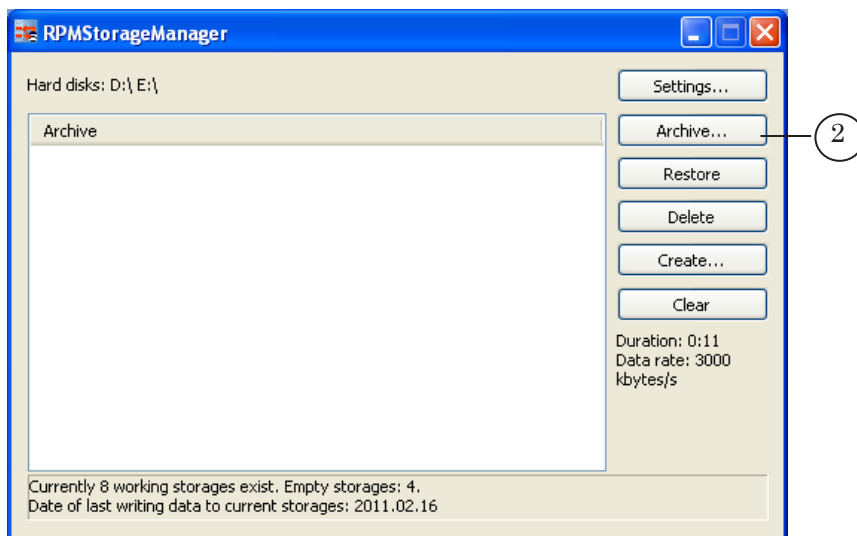 RPMStorageManager
Hard disks: D:\ E:\
Settings...
Archive
Archive...
2
Restore
Delete
Create...
Clear
Duration: 0:11
Data rate: 3000
kbytes/s
Currently 8 working storages exist. Empty storages: 4.
Date of last writing data to current storages: 2011.02.16